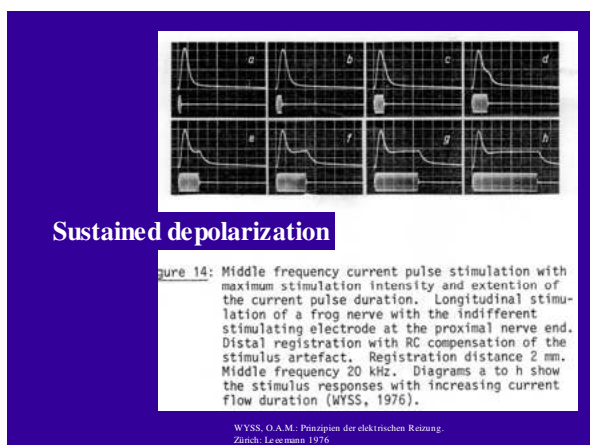 a b c d
e f g h
Sustained depolarization
gure 14: Middle frequency current pulse stimulation with
maximum stimulation intensity and extention of
the current pulse duration. Longitudinal stimu-
lation of a frog nerve with the indifferent
stimulating electrode at the proximal nerve end.
Distal registration with RC compensation of the
stimulus artefact. Registration distance 2 mm.
Middle frequency 20 kHz. Diagrams a to h show
the stimulus responses with increasing current
flow duration (WYSS, 1976).
WYSS, O.A.M.: Prinzipien der elektrischen Reizung.
Zürich: Leeemann 1976